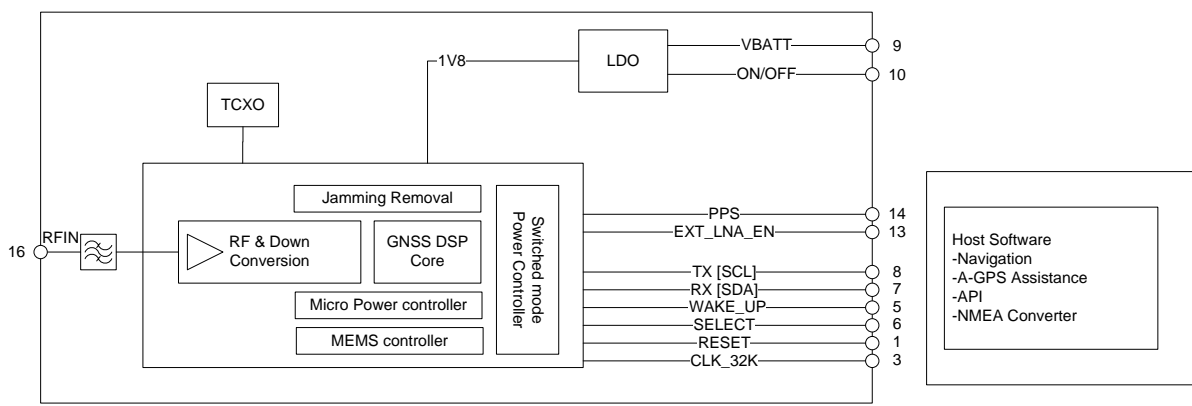 VBATT 9
LDO
1V8
ON/OFF 10
TCXO
Jamming Removal
Switched mode
Power Controller
PPS 14
16 RFIN
RF & Down
Conversion
GNSS DSP
Core
EXT_LNA_EN 13
Micro Power controller
MEMS controller
TX [SCL] 8
RX [SDA] 7
WAKE_UP 5
SELECT 6
RESET 1
CLK_32K 3
Host Software
-Navigation
-A-GPS Assistance
-API
-NMEA Converter